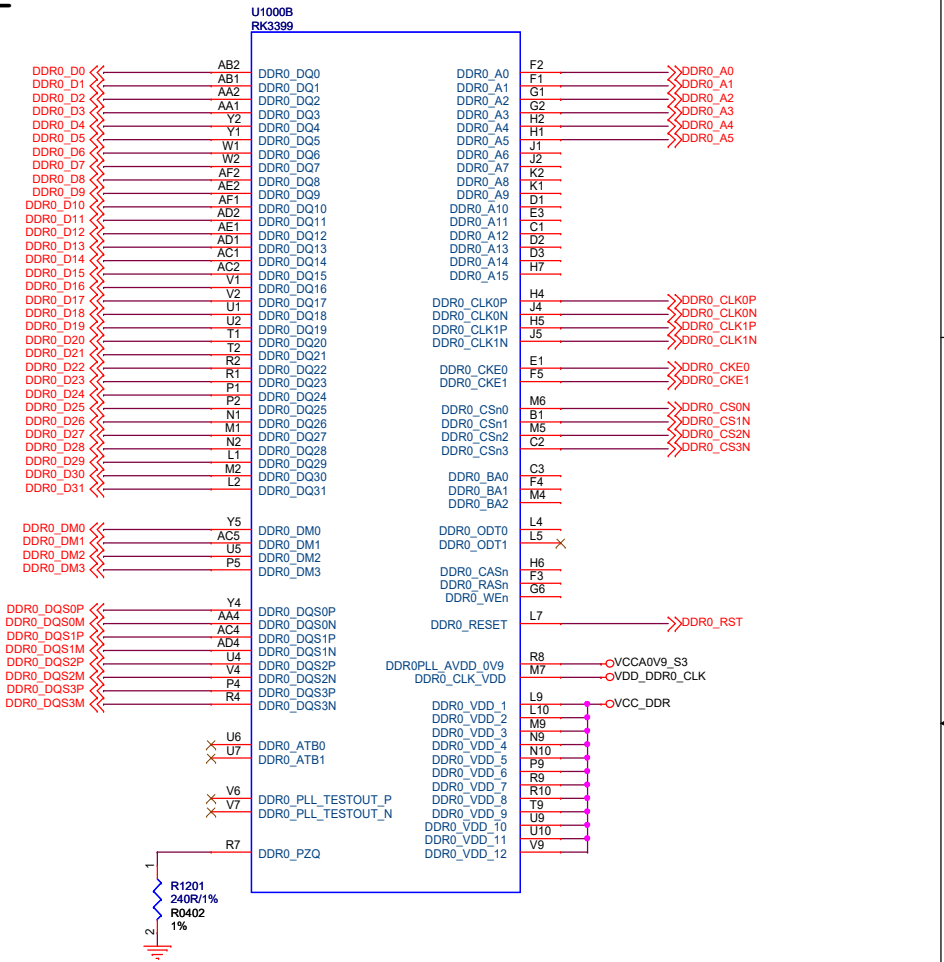 U1000B
RK3399
DDR0_D0 AB2 DDR0_DQ0 DDR0_A0 F2 DDR0_A0
DDR0_D1 AB1 DDR0_DQ1 DDR0_A1 F1 DDR0_A1
DDR0_D2 AA2 DDR0_DQ2 DDR0_A2 G1 DDR0_A2
DDR0_D3 AA1 DDR0_DQ3 DDR0_A3 G2 DDR0_A3
DDR0_D4 Y2 DDR0_DQ4 DDR0_A4 H2 DDR0_A4
DDR0_D5 Y1 DDR0_DQ5 DDR0_A5 H1 DDR0_A5
DDR0_D6 W1 DDR0_DQ6 DDR0_A6 J1
DDR0_D7 W2 DDR0_DQ7 DDR0_A7 J2
DDR0_D8 AF2 DDR0_DQ8 DDR0_A8 K2
DDR0_D9 AE2 DDR0_DQ9 DDR0_A9 K1
DDR0_D10 AF1 DDR0_DQ10 DDR0_A10 D1
DDR0_D11 AD2 DDR0_DQ11 DDR0_A11 E3
DDR0_D12 AE1 DDR0_DQ12 DDR0_A12 C1
DDR0_D13 AD1 DDR0_DQ13 DDR0_A13 D2
DDR0_D14 AC1 DDR0_DQ14 DDR0_A14 D3
DDR0_D15 AC2 DDR0_DQ15 DDR0_A15 H7
DDR0_D16 V1 DDR0_DQ16
DDR0_D17 V2 DDR0_DQ17 DDR0_CLK0P H4 DDR0_CLK0P
DDR0_D18 U1 DDR0_DQ18 DDR0_CLK0N J4 DDR0_CLK0N
DDR0_D19 U2 DDR0_DQ19 DDR0_CLK1P H5 DDR0_CLK1P
DDR0_D20 T1 DDR0_DQ20 DDR0_CLK1N J5 DDR0_CLK1N
DDR0_D21 T2 DDR0_DQ21
DDR0_D22 R2 DDR0_DQ22 DDR0_CKE0 E1 DDR0_CKE0
DDR0_D23 R1 DDR0_DQ23 DDR0_CKE1 F5 DDR0_CKE1
DDR0_D24 P1 DDR0_DQ24
DDR0_D25 P2 DDR0_DQ25 DDR0_CSn0 M6 DDR0_CS0N
DDR0_D26 N1 DDR0_DQ26 DDR0_CSn1 B1 DDR0_CS1N
DDR0_D27 M1 DDR0_DQ27 DDR0_CSn2 M5 DDR0_CS2N
DDR0_D28 N2 DDR0_DQ28 DDR0_CSn3 C2 DDR0_CS3N
DDR0_D29 L1 DDR0_DQ29
DDR0_D30 M2 DDR0_DQ30 DDR0_BA0 C3
DDR0_D31 L2 DDR0_DQ31 DDR0_BA1 F4
DDR0_BA2 M4
DDR0_DM0 Y5 DDR0_DM0 DDR0_ODT0 L4
DDR0_DM1 AC5 DDR0_DM1 DDR0_ODT1 L5
DDR0_DM2 U5 DDR0_DM2
DDR0_DM3 P5 DDR0_DM3 DDR0_CASn H6
DDR0_RASn F3
DDR0_WEn G6
DDR0_DQS0P Y4 DDR0_DQS0P
DDR0_DQS0M AA4 DDR0_DQS0N DDR0_RESET L7 DDR0_RST
DDR0_DQS1P AC4 DDR0_DQS1P
DDR0_DQS1M AD4 DDR0_DQS1N
DDR0_DQS2P U4 DDR0_DQS2P DDR0PLL_AVDD_0V9 R8 VCCA0V9_S3
DDR0_DQS2M V4 DDR0_DQS2N DDR0_CLK_VDD M7 VDD_DDR0_CLK
DDR0_DQS3P P4 DDR0_DQS3P
DDR0_DQS3M R4 DDR0_DQS3N DDR0_VDD_1 L9 VCC_DDR
DDR0_VDD_2 L10
DDR0_VDD_3 M9
U6 DDR0_ATB0 DDR0_VDD_4 N9
U7 DDR0_ATB1 DDR0_VDD_5 N10
DDR0_VDD_6 P9
DDR0_VDD_7 R9
V6 DDR0_PLL_TESTOUT_P DDR0_VDD_8 R10
V7 DDR0_PLL_TESTOUT_N DDR0_VDD_9 T9
DDR0_VDD_10 U9
DDR0_VDD_11 U10
R7 DDR0_PZQ DDR0_VDD_12 V9
1
R1201
240R/1%
R0402
1%
2